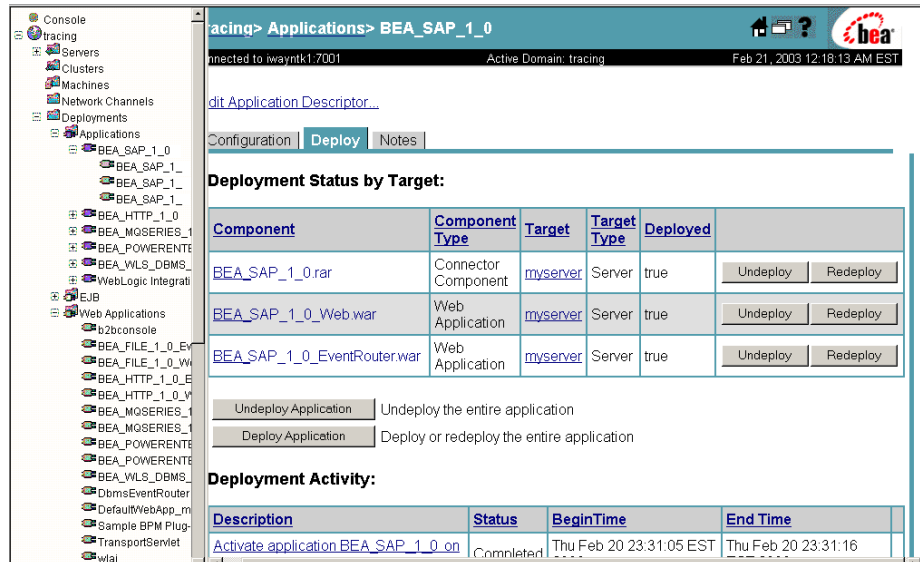 Console
tracing
Servers
Clusters
Machines
Network Channels
Deployments
Applications
BEA_SAP_1_0
BEA_SAP_1_
BEA_SAP_1_
BEA_SAP_1_
BEA_HTTP_1_0
BEA_MQSERIES_1
BEA_POWERENTE
BEA_WLS_DBMS_
WebLogic Integrati
EJB
Web Applications
b2bconsole
BEA_FILE_1_0_Ev
BEA_FILE_1_0_We
BEA_HTTP_1_0_E
BEA_HTTP_1_0_W
BEA_MQSERIES_1
BEA_MQSERIES_1
BEA_POWERENTE
BEA_POWERENTE
BEA_WLS_DBMS_
DbmsEventRouter
DefaultWebApp_m
Sample BPM Plug-
TransportServlet
wlai
racing> Applications> BEA_SAP_1_0
?
bea
nnected to iwayntk1:7001 Active Domain: tracing Feb 21, 2003 12:18:13 AM EST
dit Application Descriptor...
Configuration Deploy Notes
Deployment Status by Target:
Component Component Type Target Target Type Deployed
BEA_SAP_1_0.rar Connector Component myserver Server true Undeploy Redeploy
BEA_SAP_1_0_Web.war Web Application myserver Server true Undeploy Redeploy
BEA_SAP_1_0_EventRouter.war Web Application myserver Server true Undeploy Redeploy
Undeploy Application Undeploy the entire application
Deploy Application Deploy or redeploy the entire application
Deployment Activity:
Description Status BeginTime End Time
Activate application BEA_SAP_1_0 on Completed Thu Feb 20 23:31:05 EST Thu Feb 20 23:31:16